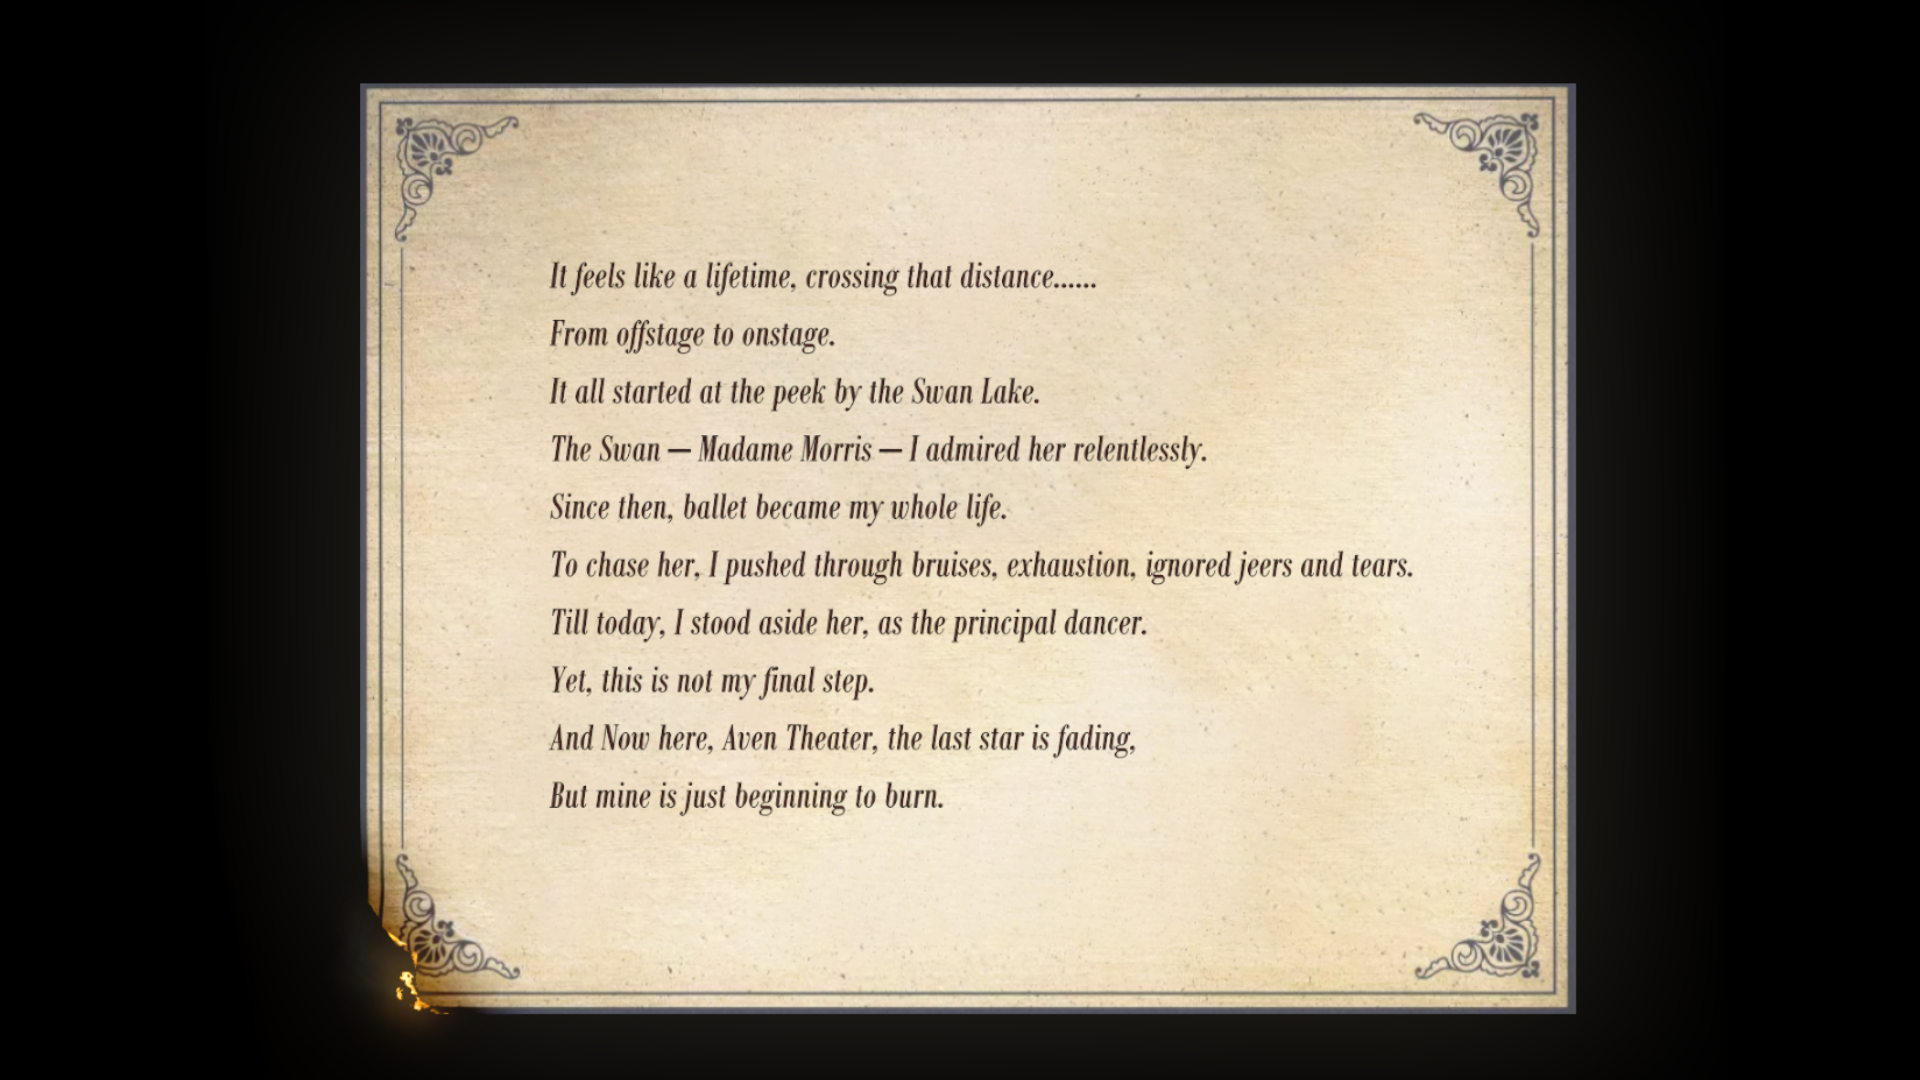 It feels like a lifetime, crossing that distance......
From offstage to onstage.
It all started at the peek by the Swan Lake.
The Swan — Madame Morris — I admired her relentlessly.
Since then, ballet became my whole life.
To chase her, I pushed through bruises, exhaustion, ignored jeers and tears.
Till today, I stood aside her, as the principal dancer.
Yet, this is not my final step.
And Now here, Aven Theater, the last star is fading,
But mine is just beginning to burn.